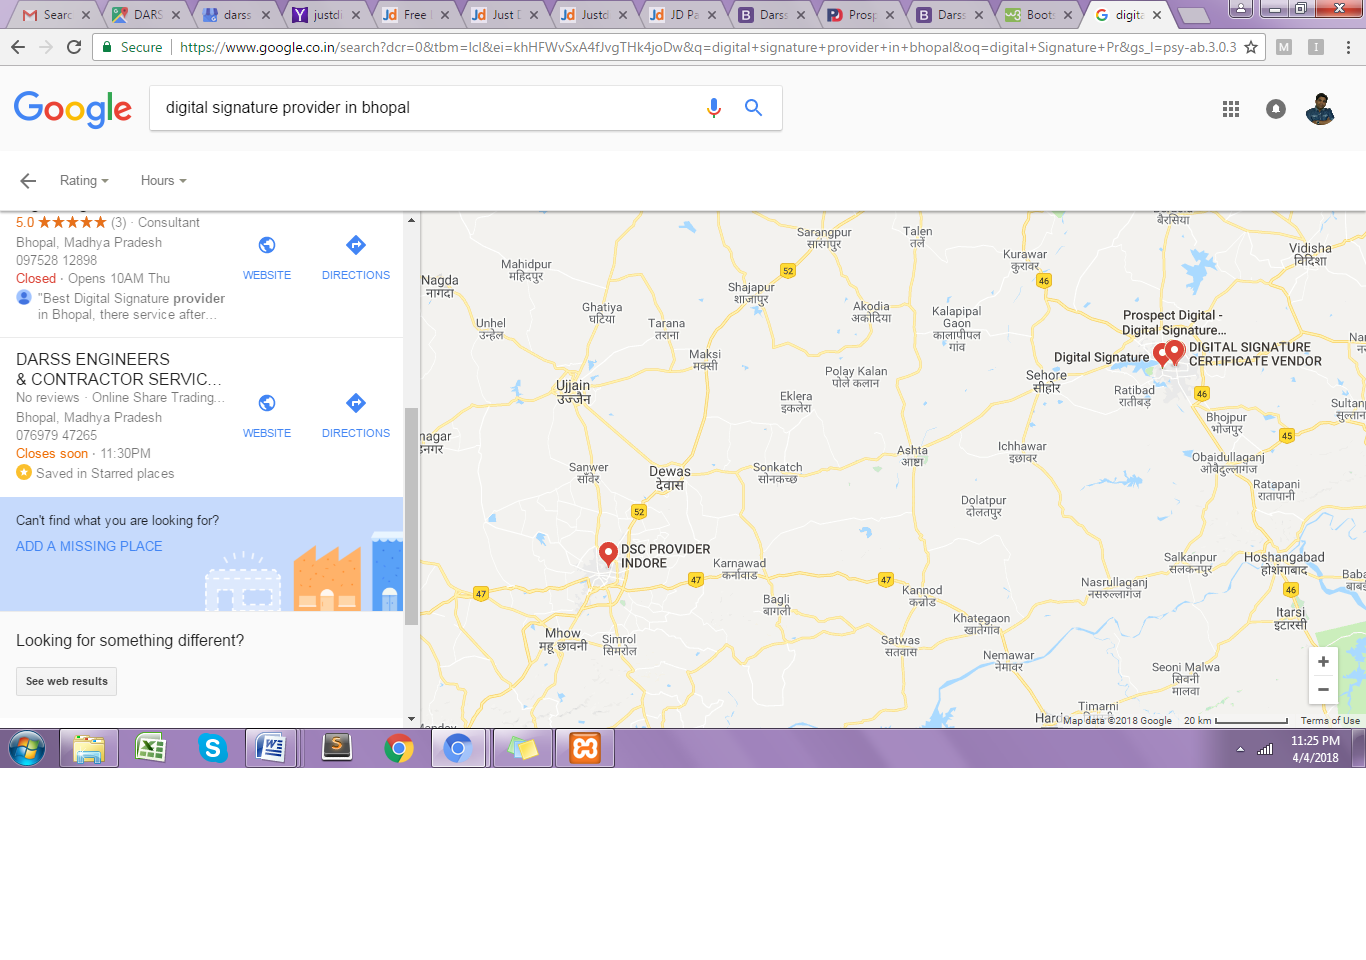 Searc
DARS
darss
justdi
Free
Just D
Justd
JD Pa
Darss
Prosp
Darss
Boots
digita
Secure
https://www.google.co.in/search?dcr=0&tbm=lcl&ei=khHFWvSxA4fJvgTHk4joDw&q=digital+signature+provider+in+bhopal&oq=digital+Signature+Pr&gs_l=psy-ab.3.0.3
M
I
Google
digital signature provider in bhopal
Rating
Hours
5.0 ★★★★★ (3) · Consultant
Bhopal, Madhya Pradesh
097528 12898
Closed · Opens 10AM Thu
"Best Digital Signature provider
in Bhopal, there service after...
WEBSITE
DIRECTIONS
DARSS ENGINEERS
& CONTRACTOR SERVIC...
No reviews · Online Share Trading...
Bhopal, Madhya Pradesh
076979 47265
Closes soon · 11:30PM
Saved in Starred places
WEBSITE
DIRECTIONS
Can't find what you are looking for?
ADD A MISSING PLACE
Looking for something different?
See web results
बैरसिया
Sarangpur
सारंगपुर
Talen
तलें
Vidisha
विदिशा
Kurawar
कुरावर
Mahidpur
महिदपुर
52
46
Nagda
नागदा
Shajapur
शाजापुर
Ghatiya
घटिया
Akodia
अकोदिया
Kalapipal
Gaon
कालापीपल
गांव
Prospect Digital -
Digital Signature...
Unhel
उन्हेल
Tarana
तराना
DIGITAL SIGNATURE
CERTIFICATE VENDOR
Digital Signature
Maksi
मक्सी
Polay Kalan
पोले कलान
Sehore
सीहोर
Ujjain
उज्जैन
Eklera
इकलेरा
Ratibad
रातीबड़
46
Sultanp
सुल्तान
Bhojpur
भोजपुर
nagar
नगर
45
Ichhawar
इछावर
Ashta
आष्टा
Obaidullaganj
ओबैदुल्लागंज
Sanwer
साँवेर
Dewas
देवास
Sonkatch
सोनकच्छ
Ratapani
रातापानी
Dolatpur
दोलतपुर
52
DSC PROVIDER
INDORE
Karnawad
कर्नावाड
Salkanpur
सलकनपुर
Hoshangabad
होशंगाबाद
Baba
बाबई
47
47
47
Nasrullaganj
नसरुल्लागंज
46
Kannod
कन्नोड
Bagli
बागली
Itarsi
इटारसी
Khategaon
खातेगांव
Mhow
महू छावनी
Simrol
सिमरोल
Satwas
सतवास
Nemawar
नेमावर
Seoni Malwa
सिवनी
मालवा
Timarni
Hard
Manday
Map data ©2018 Google
20 km
Terms of Use
11:25 PM
4/4/2018